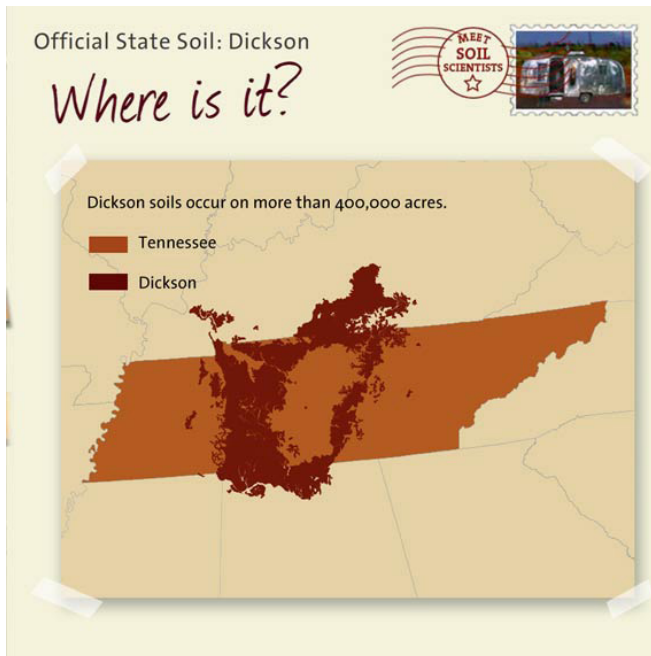 Official State Soil: Dickson
Where is it?
MEET
SOIL
SCIENTISTS
Dickson soils occur on more than 400,000 acres.
Tennessee
Dickson